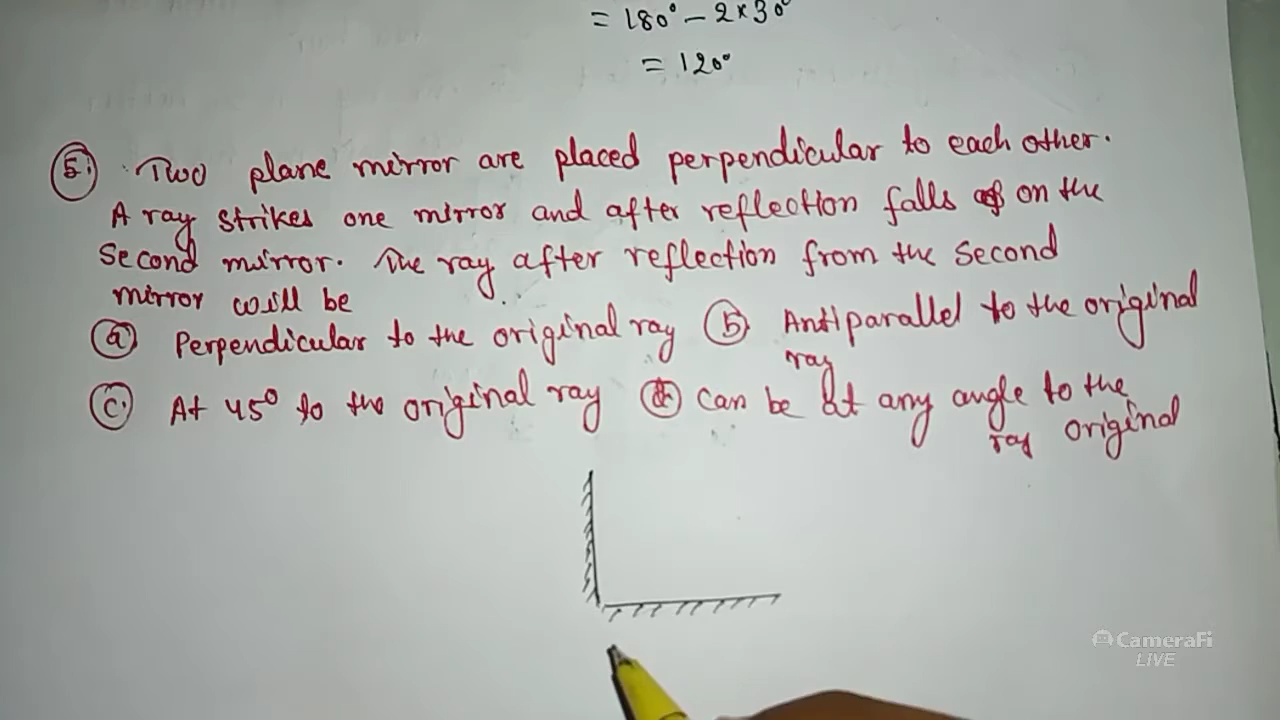 = 180° - 2×30°
= 120°
5. Two plane mirror are placed perpendicular to each other.
A ray strikes one mirror and after reflection falls on the
Second mirror. The ray after reflection from the Second
mirror will be
a Perpendicular to the original ray b Antiparallel to the original
ray
c. At 45° to the original ray d Can be at any angle to the
ray original
CameraFi
LIVE